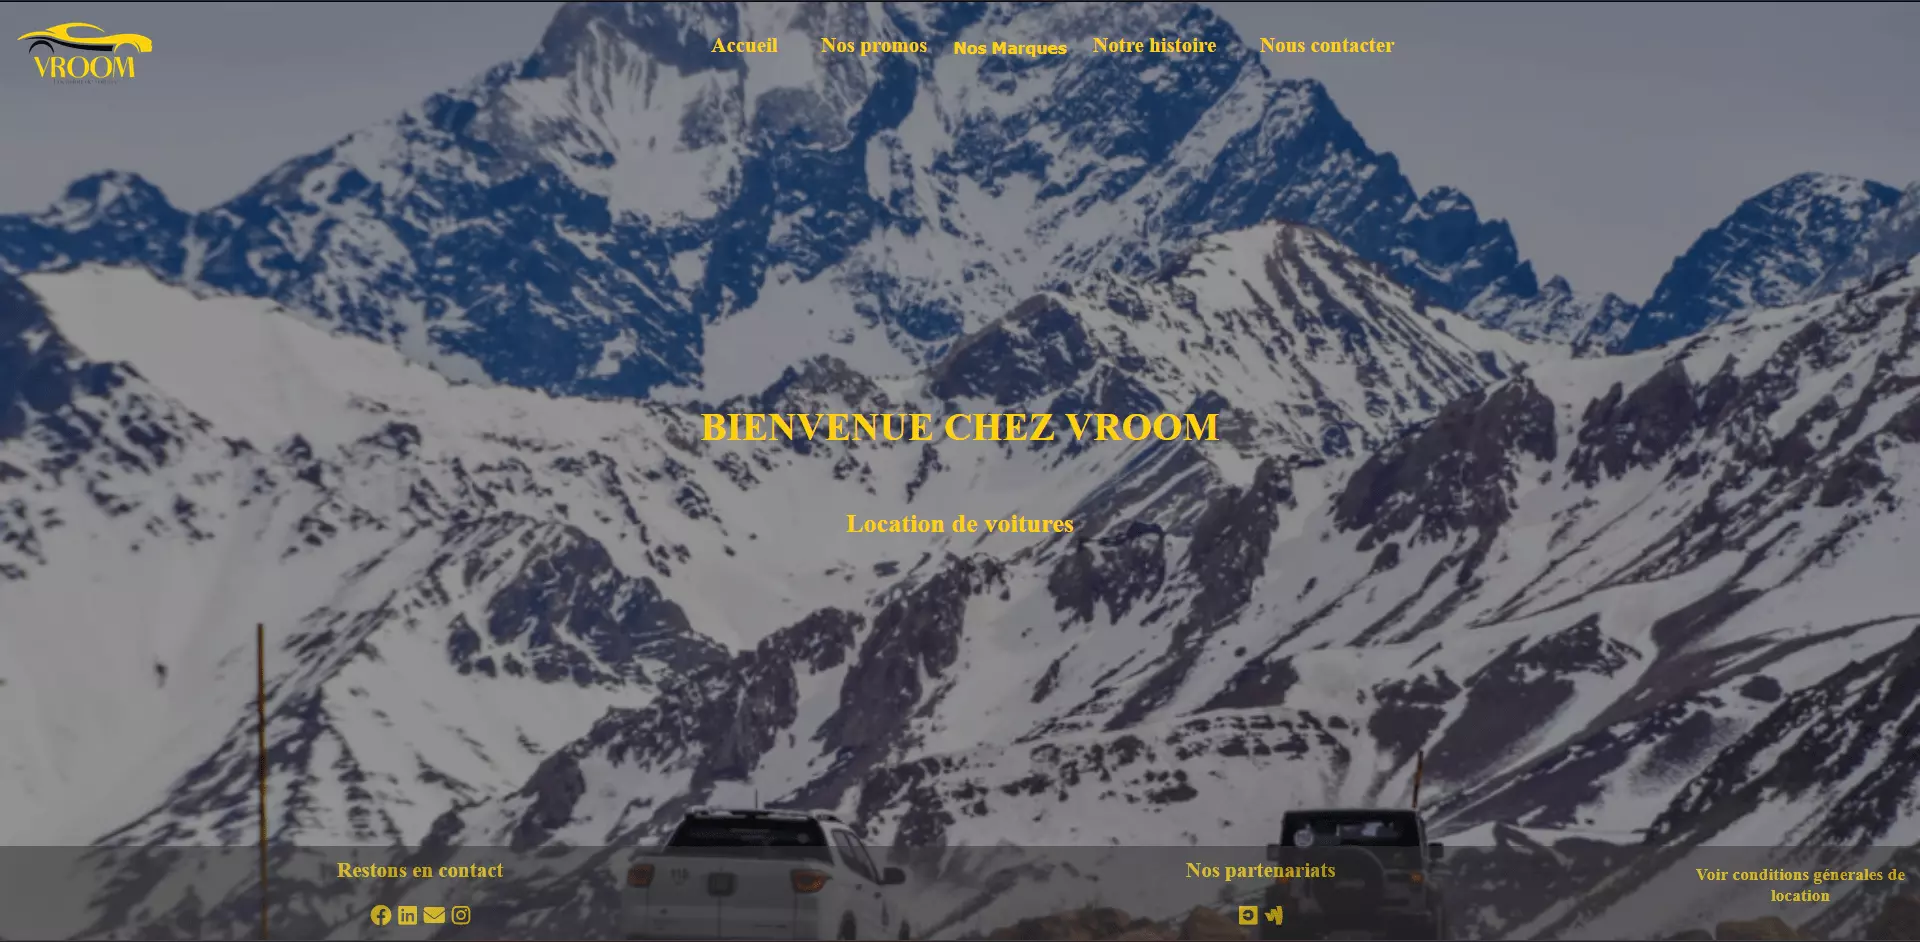 VROOM
Accueil
Nos promos
Nos Marques
Notre histoire
Nous contacter
BIENVENUE CHEZ VROOM
Location de voitures
Restons en contact
Nos partenariats
Voir conditions génerales de
location